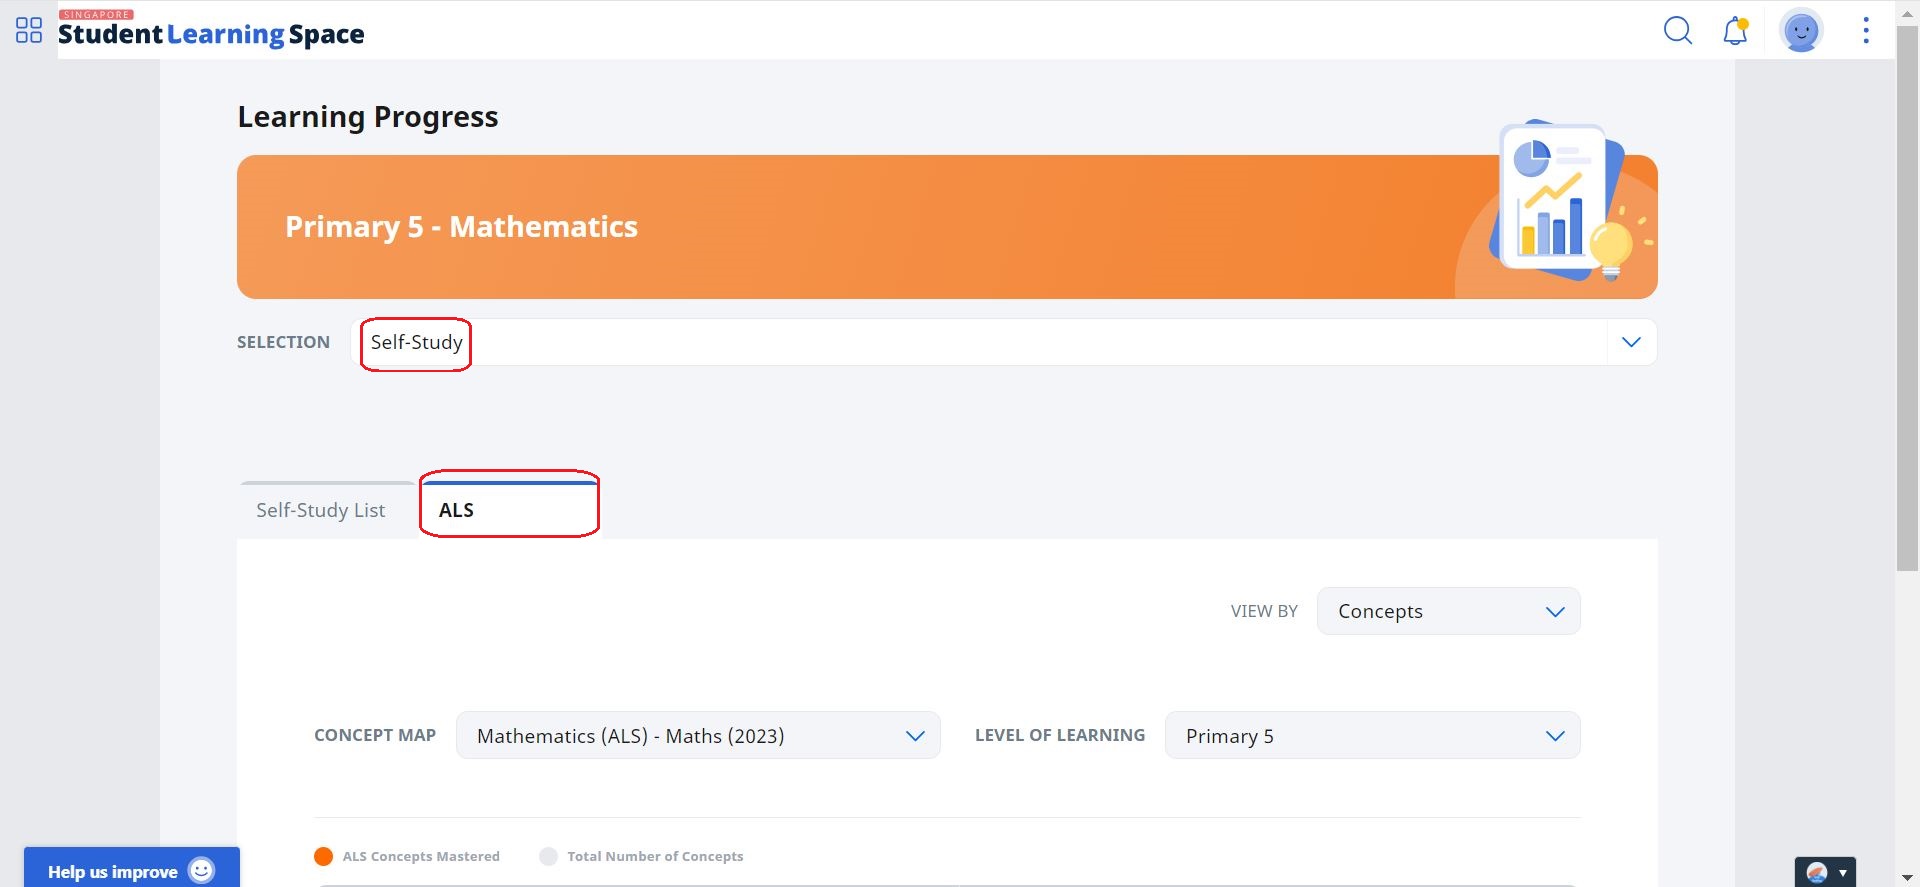 SINGAPORE
Student Learning Space
Learning Progress
Primary 5 - Mathematics
SELECTION Self-Study
Self-Study List ALS
VIEW BY Concepts
CONCEPT MAP Mathematics (ALS) - Maths (2023) LEVEL OF LEARNING Primary 5
ALS Concepts Mastered Total Number of Concepts
Help us improve